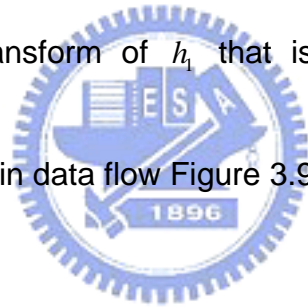 ansform of h₁ that is
E S
in data flow Figure 3.9
1896